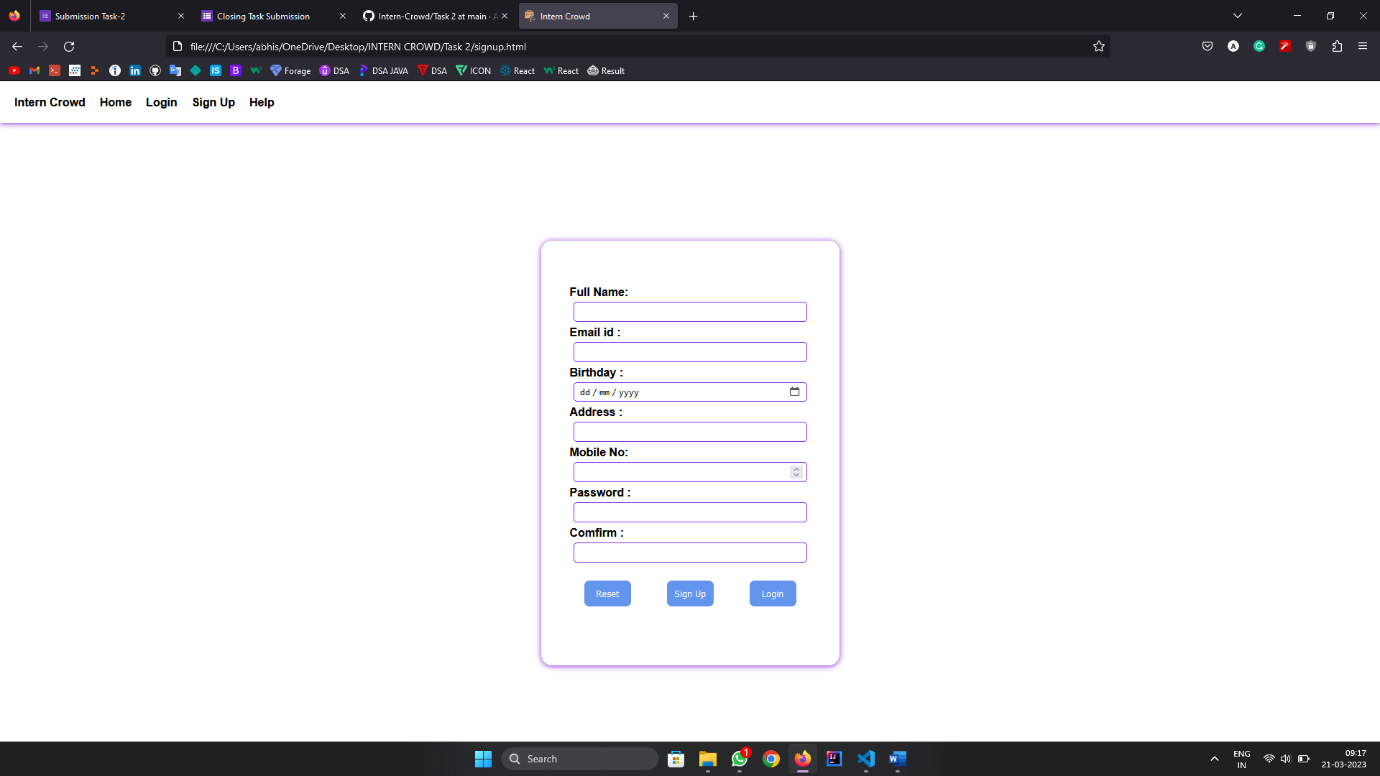 Submission Task-2 Closing Task Submission Intern-Crowd/Task 2 at main · A Intern Crowd
file:///C:/Users/abhis/OneDrive/Desktop/INTERN CROWD/Task 2/signup.html
Forage DSA DSA JAVA DSA ICON React React Result
Intern Crowd Home Login Sign Up Help
Full Name:
Email id :
Birthday :
dd / mm / yyyy
Address :
Mobile No:
Password :
Comfirm :
Reset Sign Up Login
Search 1 ENG 09:17
IN 21-03-2023